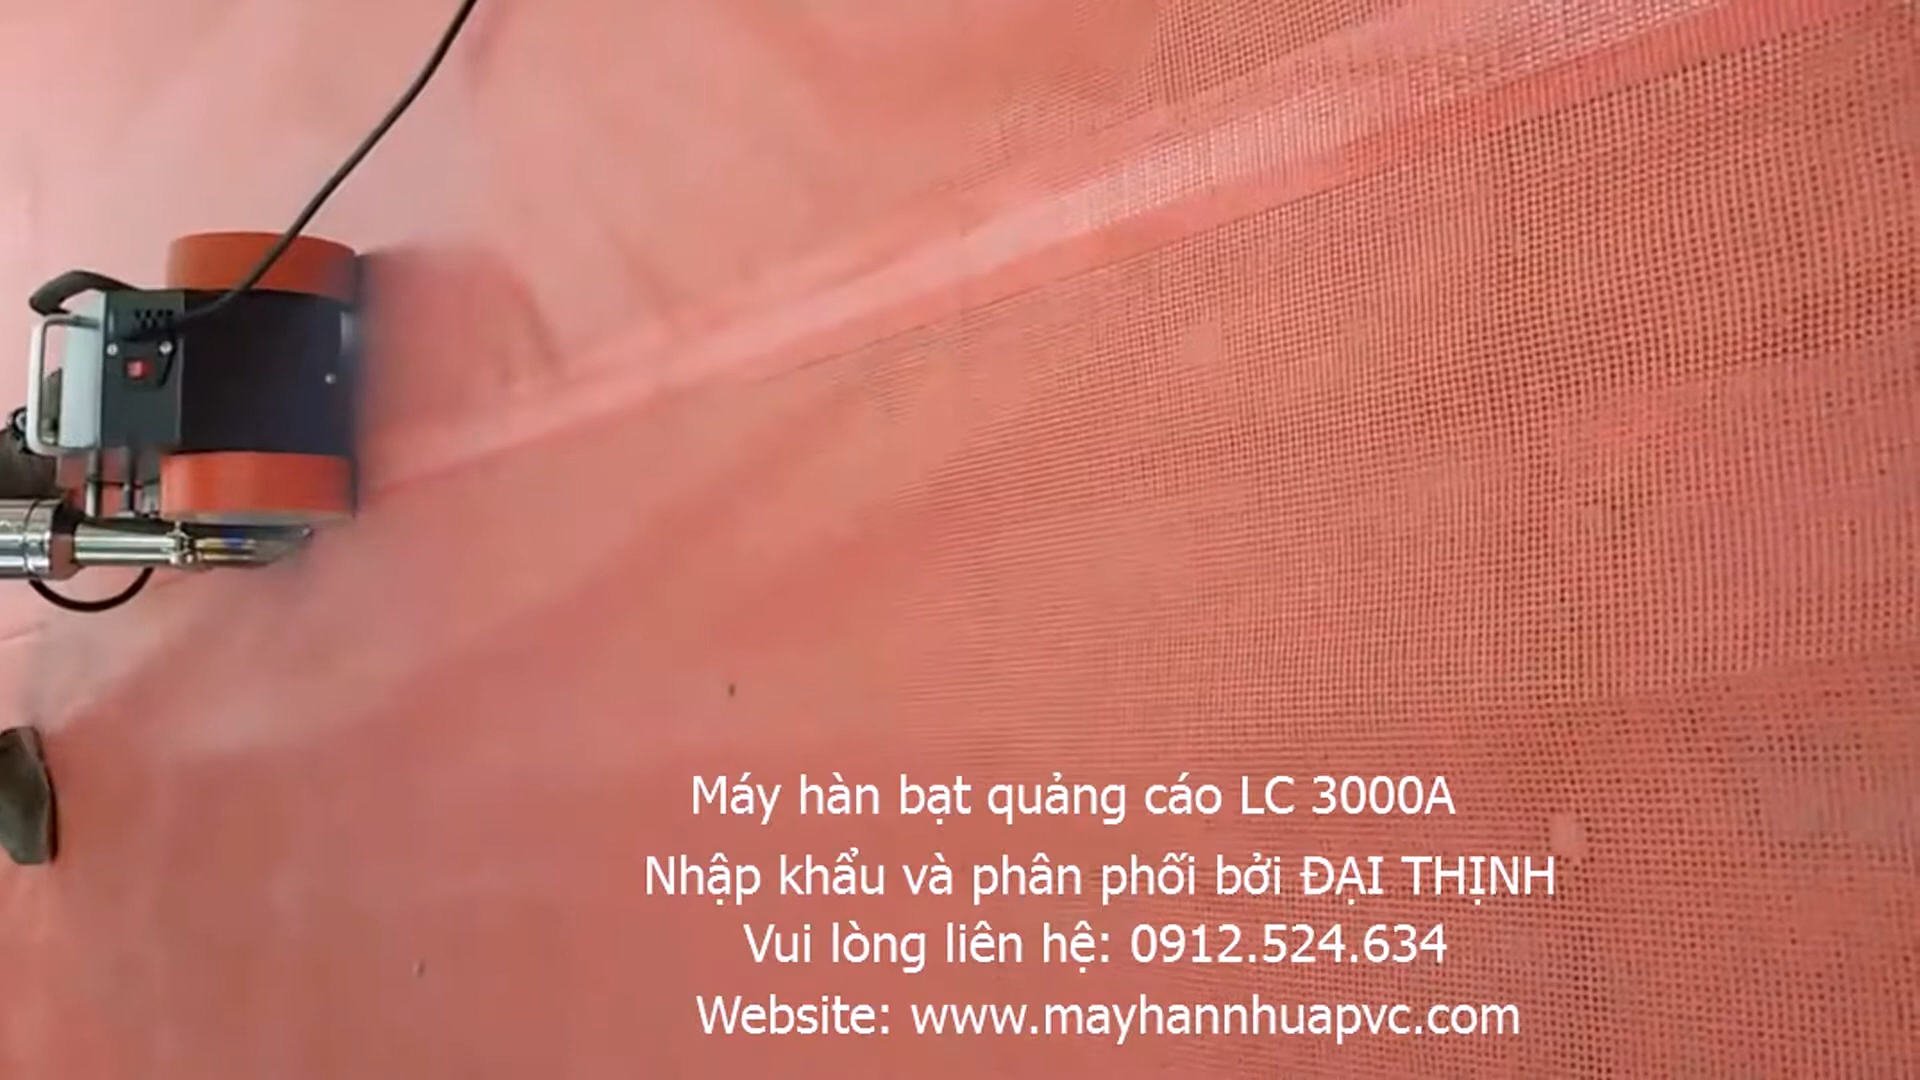 Máy hàn bạt quảng cáo LC 3000A
Nhập khẩu và phân phối bởi ĐẠI THỊNH
Vui lòng liên hệ: 0912.524.634
Website: www.mayhannhuapvc.com